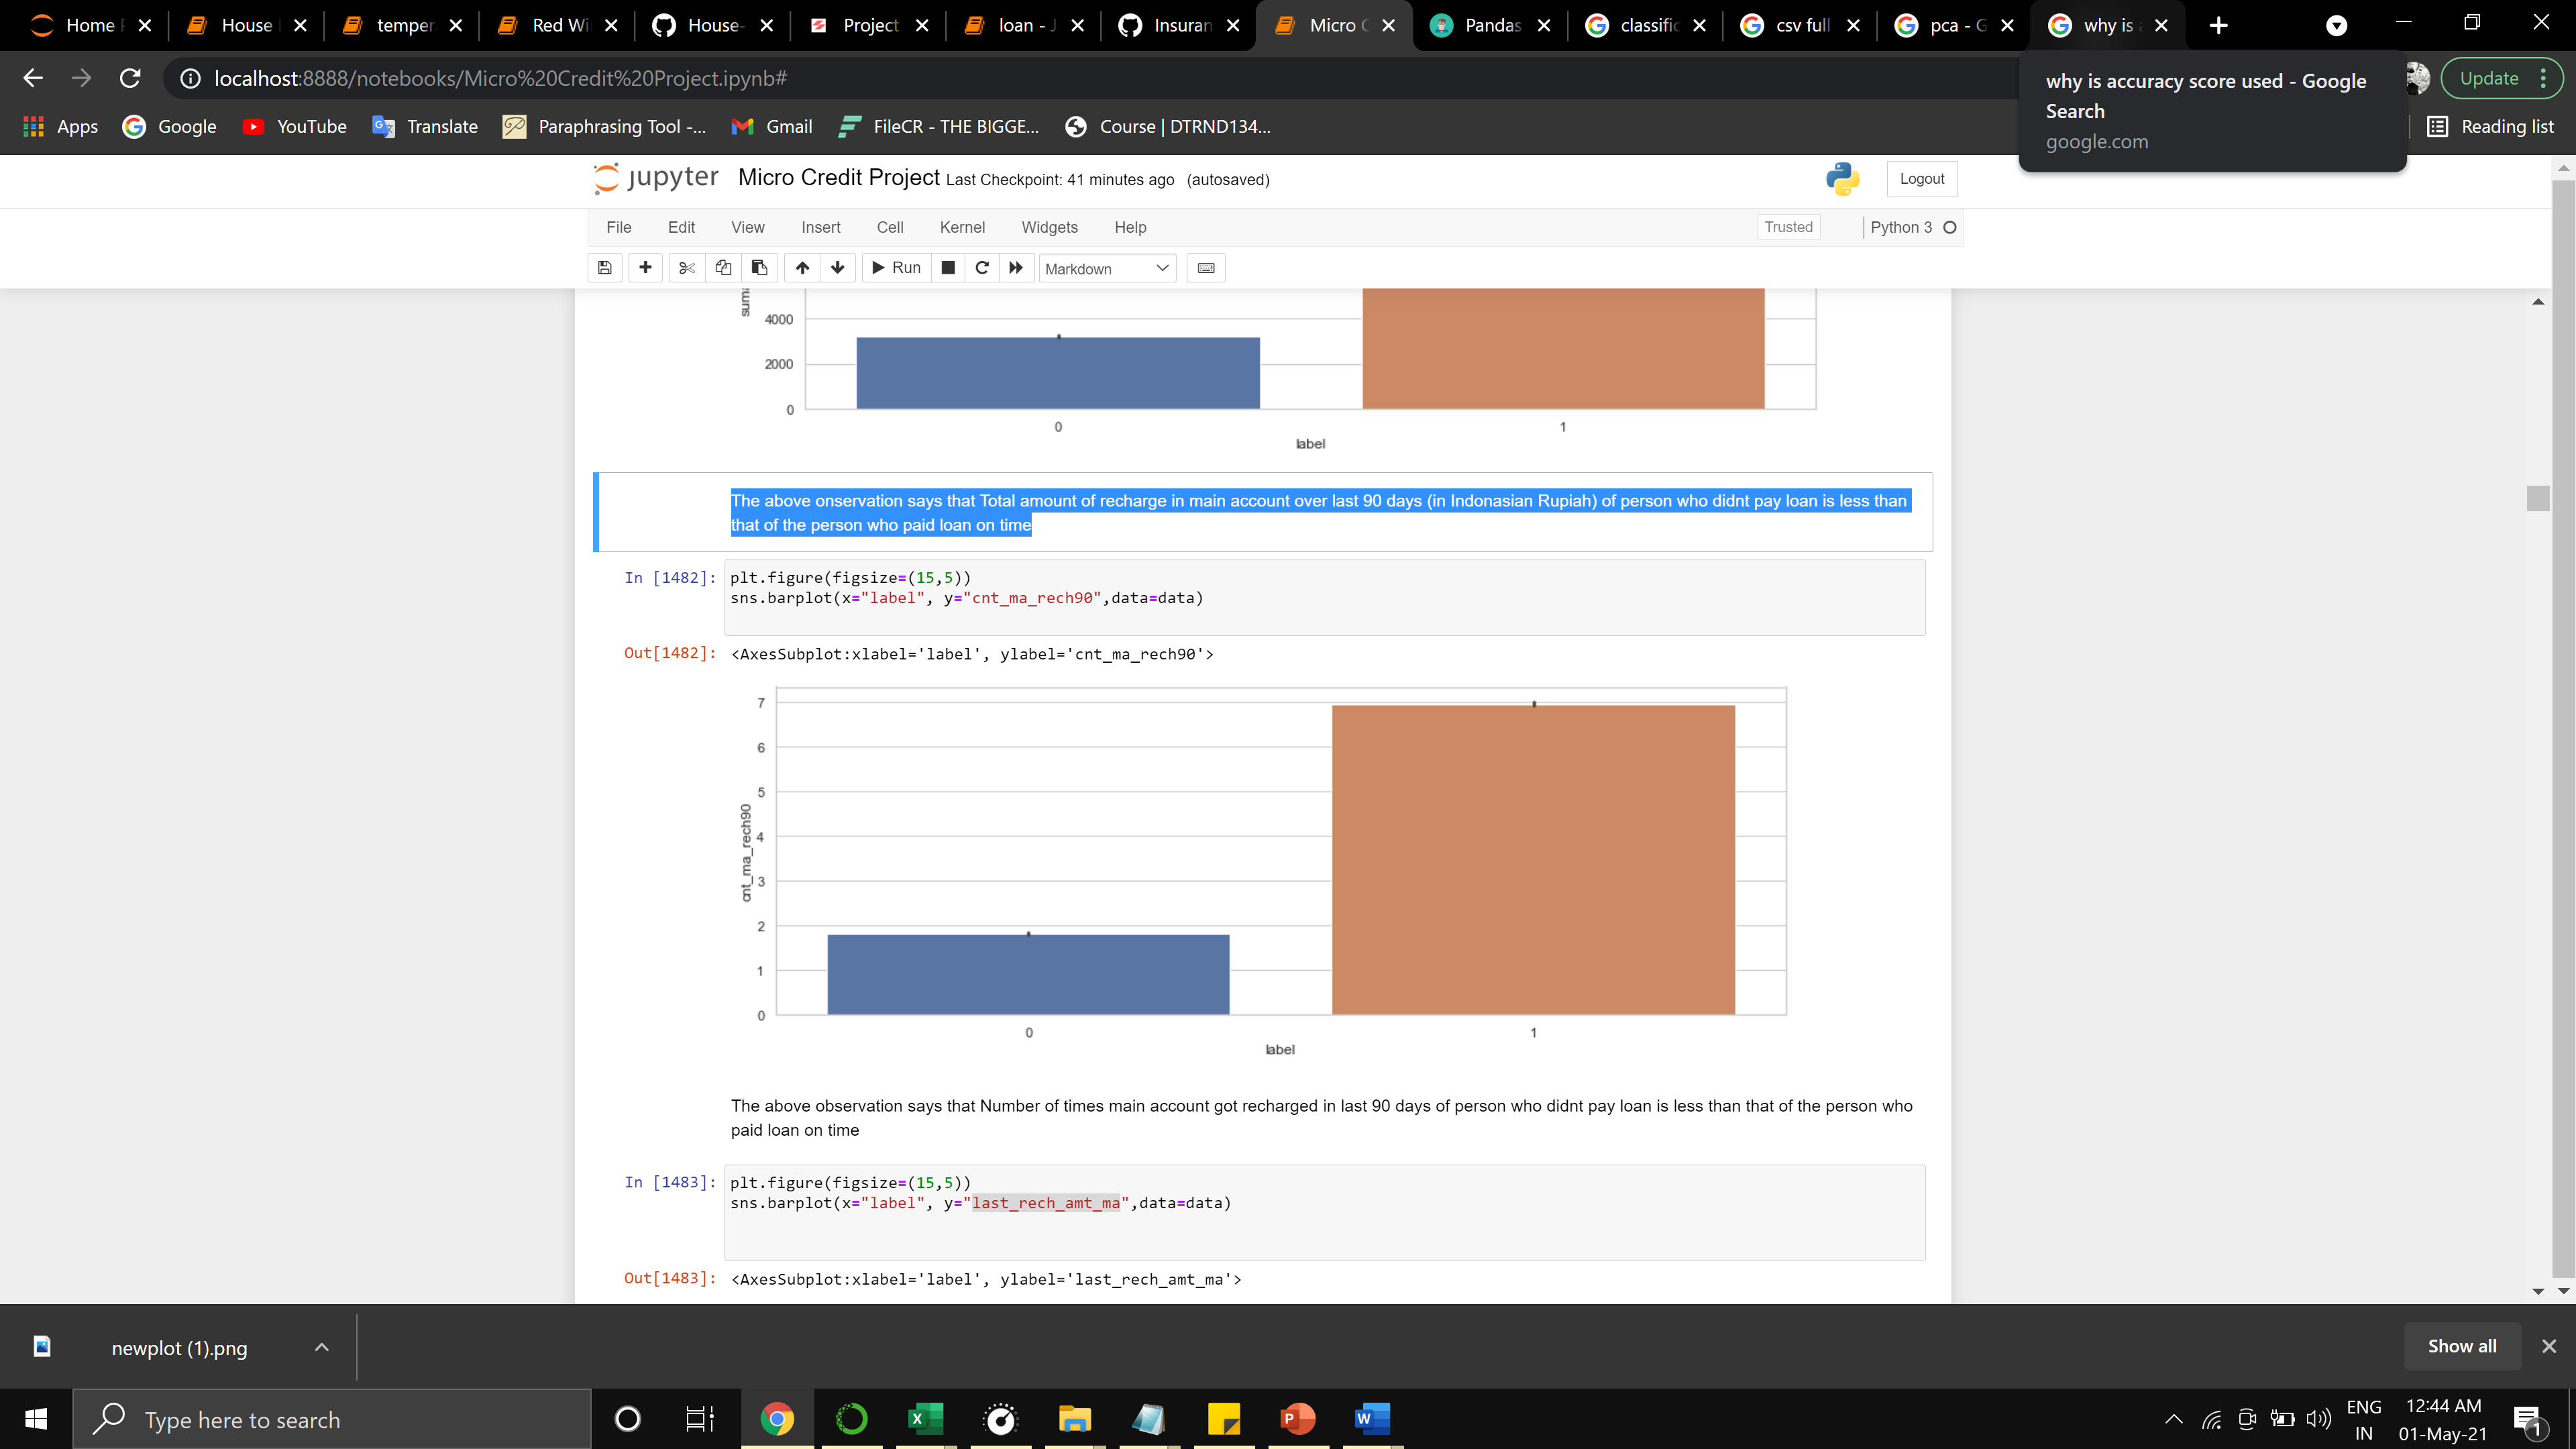 Home P
House
temper
Red Wi
House-
Project
loan - J
Insuran
Micro C
Pandas
classific
csv full
pca - G
why is
localhost:8888/notebooks/Micro%20Credit%20Project.ipynb#
Update
why is accuracy score used - Google
Search
google.com
Apps
Google
YouTube
Translate
Paraphrasing Tool -...
Gmail
FileCR - THE BIGGE...
Course | DTRND134...
Reading list
jupyter Micro Credit Project Last Checkpoint: 41 minutes ago (autosaved)
Logout
File Edit View Insert Cell Kernel Widgets Help
Trusted
Python 3
Run
Markdown
suma
4000
2000
0
0 1
label
The above onservation says that Total amount of recharge in main account over last 90 days (in Indonasian Rupiah) of person who didnt pay loan is less than
that of the person who paid loan on time
In [1482]: plt.figure(figsize=(15,5))
sns.barplot(x="label", y="cnt_ma_rech90",data=data)
Out[1482]: <AxesSubplot:xlabel='label', ylabel='cnt_ma_rech90'>
7
6
5
4
3
2
1
0
cnt_ma_rech90
0 1
label
The above observation says that Number of times main account got recharged in last 90 days of person who didnt pay loan is less than that of the person who
paid loan on time
In [1483]: plt.figure(figsize=(15,5))
sns.barplot(x="label", y="last_rech_amt_ma",data=data)
Out[1483]: <AxesSubplot:xlabel='label', ylabel='last_rech_amt_ma'>
newplot (1).png
Show all
Type here to search
ENG
IN
12:44 AM
01-May-21
1